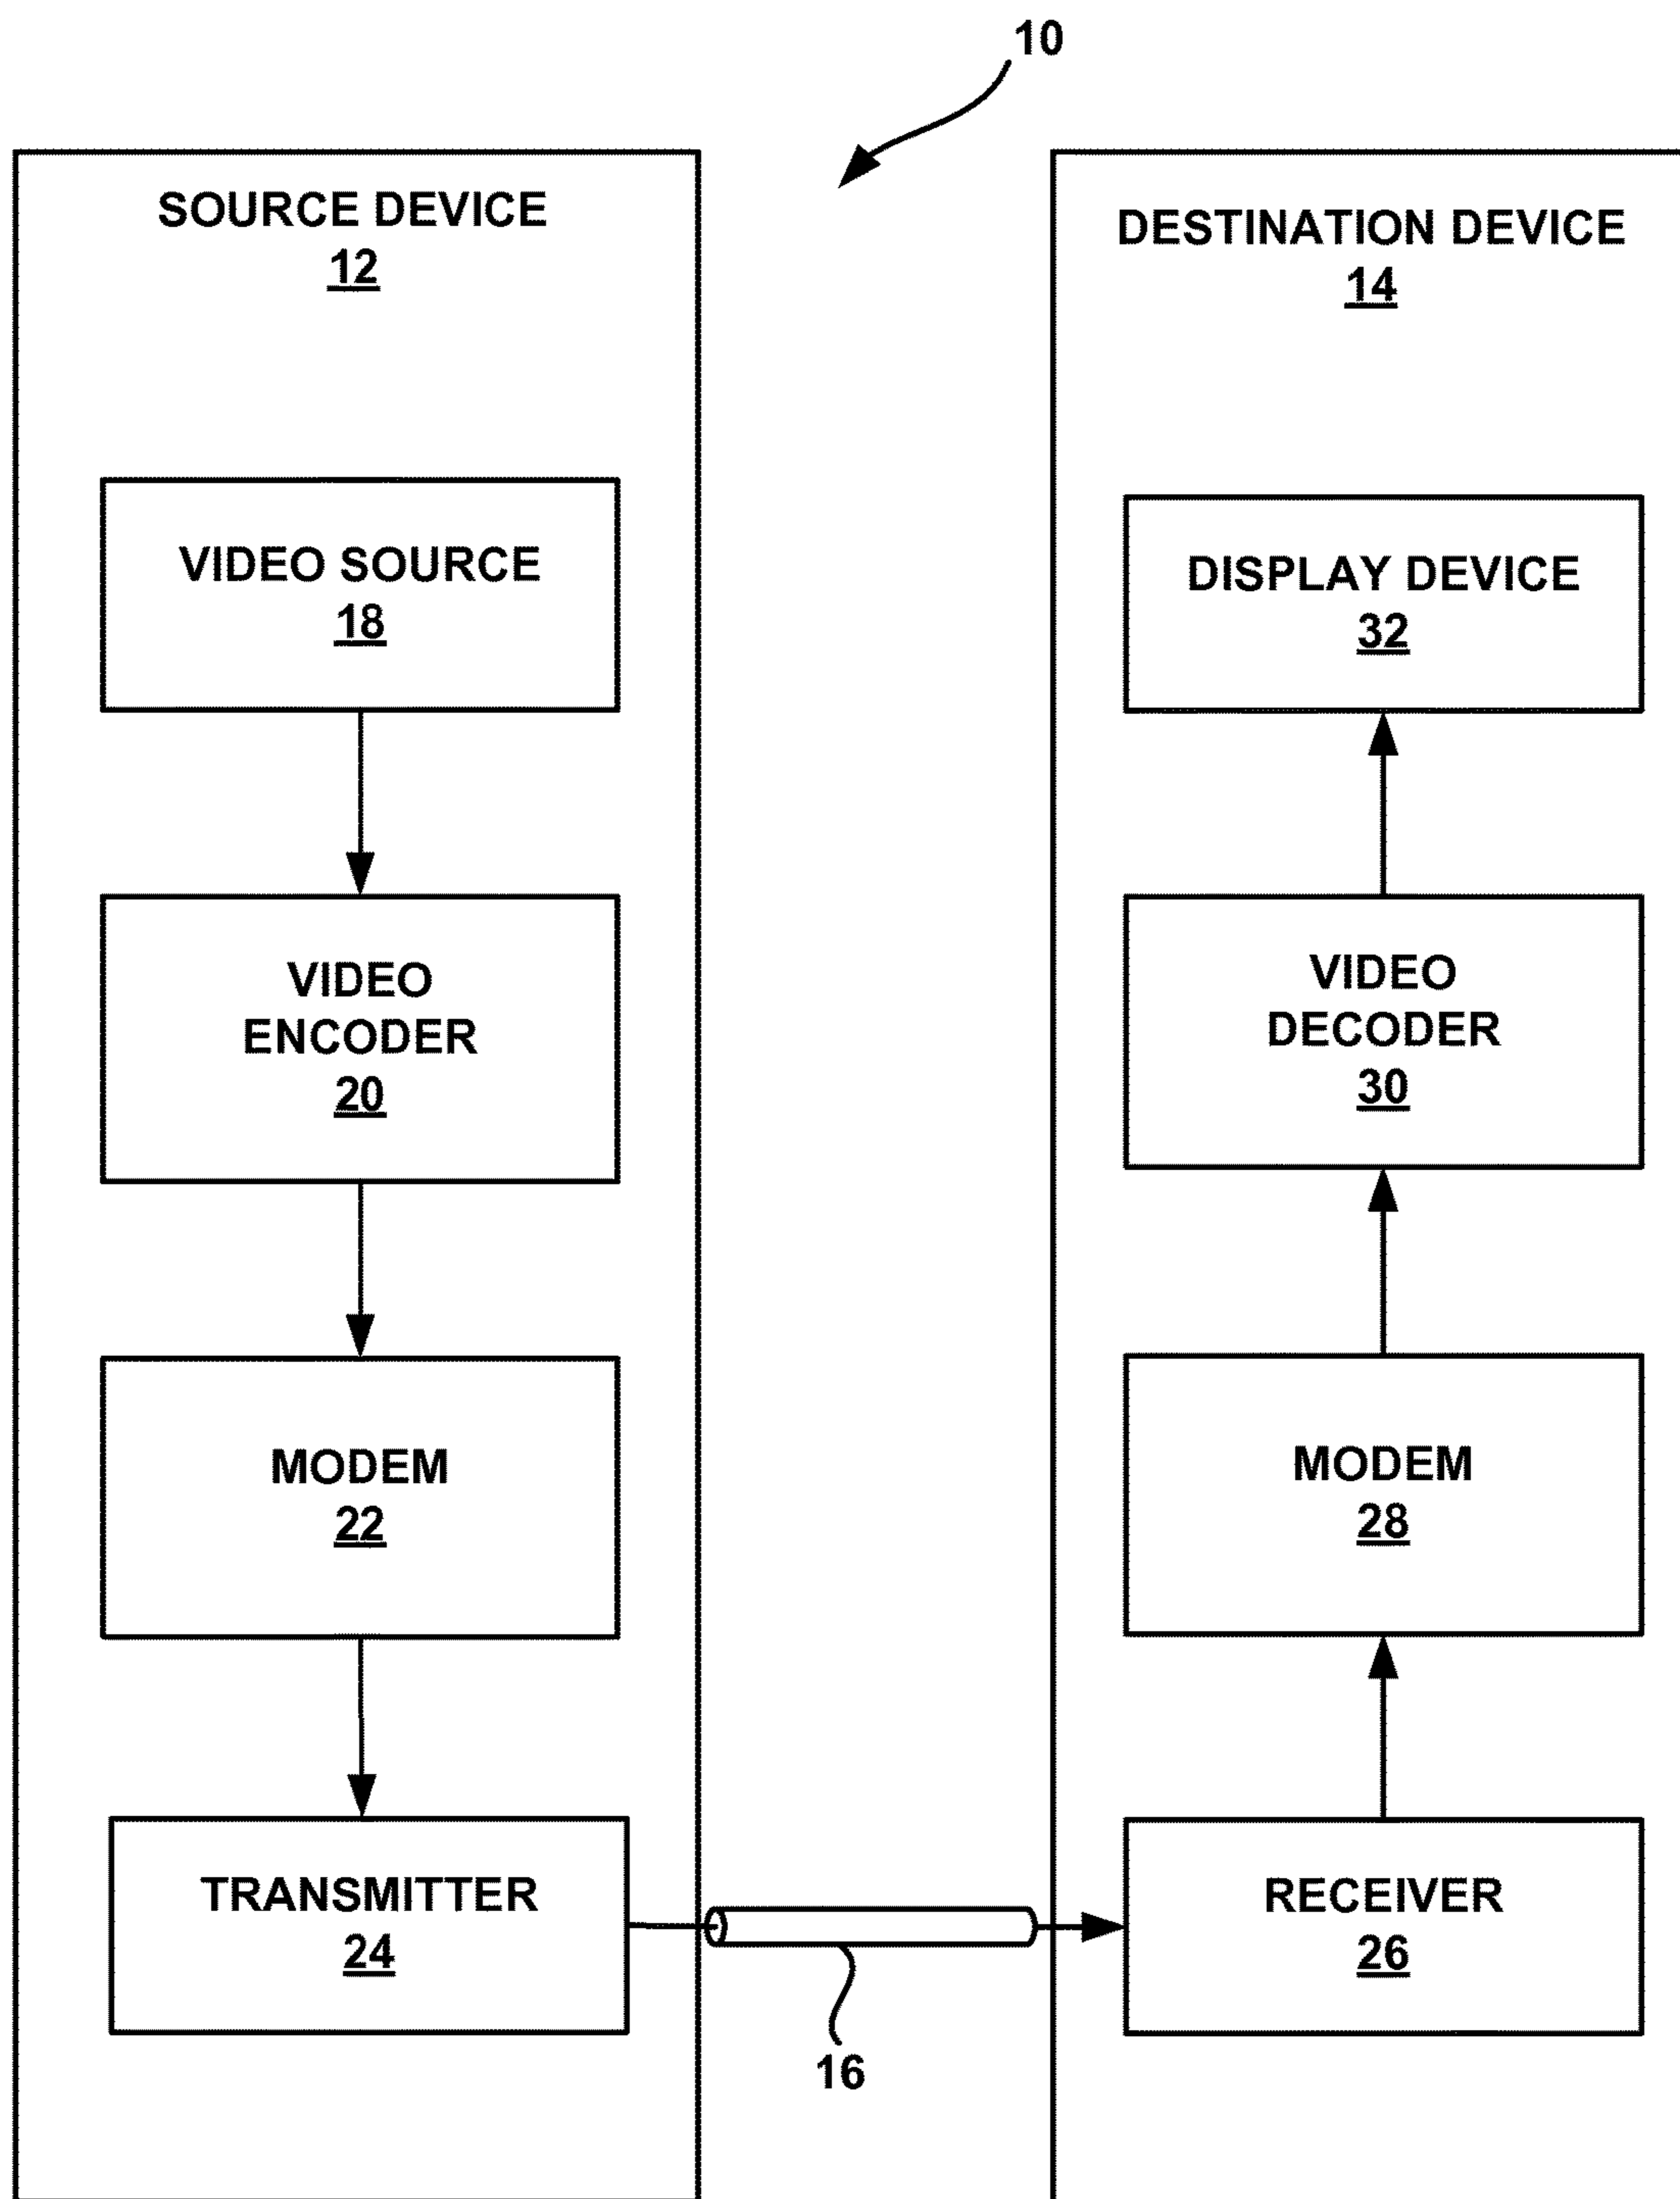 10
SOURCE DEVICE
12
VIDEO SOURCE
18
VIDEO
ENCODER
20
MODEM
22
TRANSMITTER
24
16
DESTINATION DEVICE
14
DISPLAY DEVICE
32
VIDEO
DECODER
30
MODEM
28
RECEIVER
26